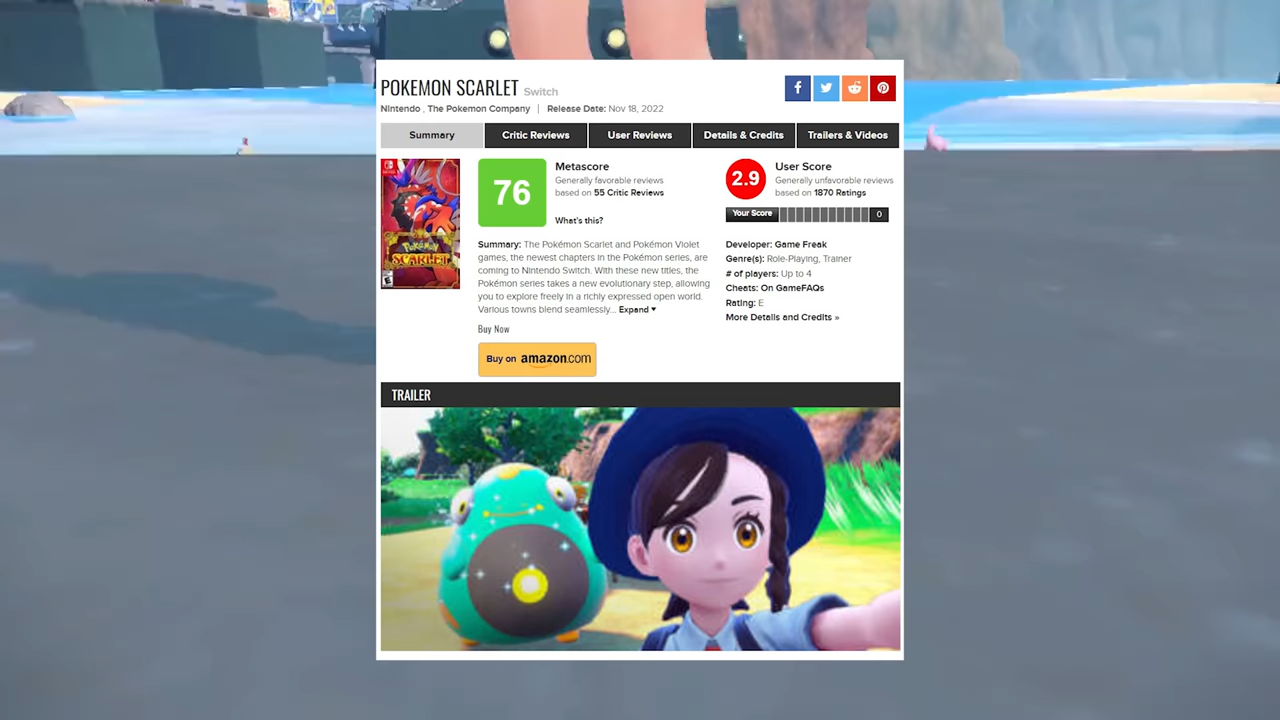 POKEMON SCARLET Switch
Nintendo , The Pokemon Company | Release Date: Nov 18, 2022
Summary Critic Reviews User Reviews Details & Credits Trailers & Videos
POKÉMON
SCARLET
E
76
Metascore
Generally favorable reviews
based on 55 Critic Reviews
What's this?
2.9
User Score
Generally unfavorable reviews
based on 1870 Ratings
Your Score 0
Summary: The Pokémon Scarlet and Pokémon Violet
games, the newest chapters in the Pokémon series, are
coming to Nintendo Switch. With these new titles, the
Pokémon series takes a new evolutionary step, allowing
you to explore freely in a richly expressed open world.
Various towns blend seamlessly... Expand
Buy Now
Buy on amazon.com
Developer: Game Freak
Genre(s): Role-Playing, Trainer
# of players: Up to 4
Cheats: On GameFAQs
Rating: E
More Details and Credits »
TRAILER